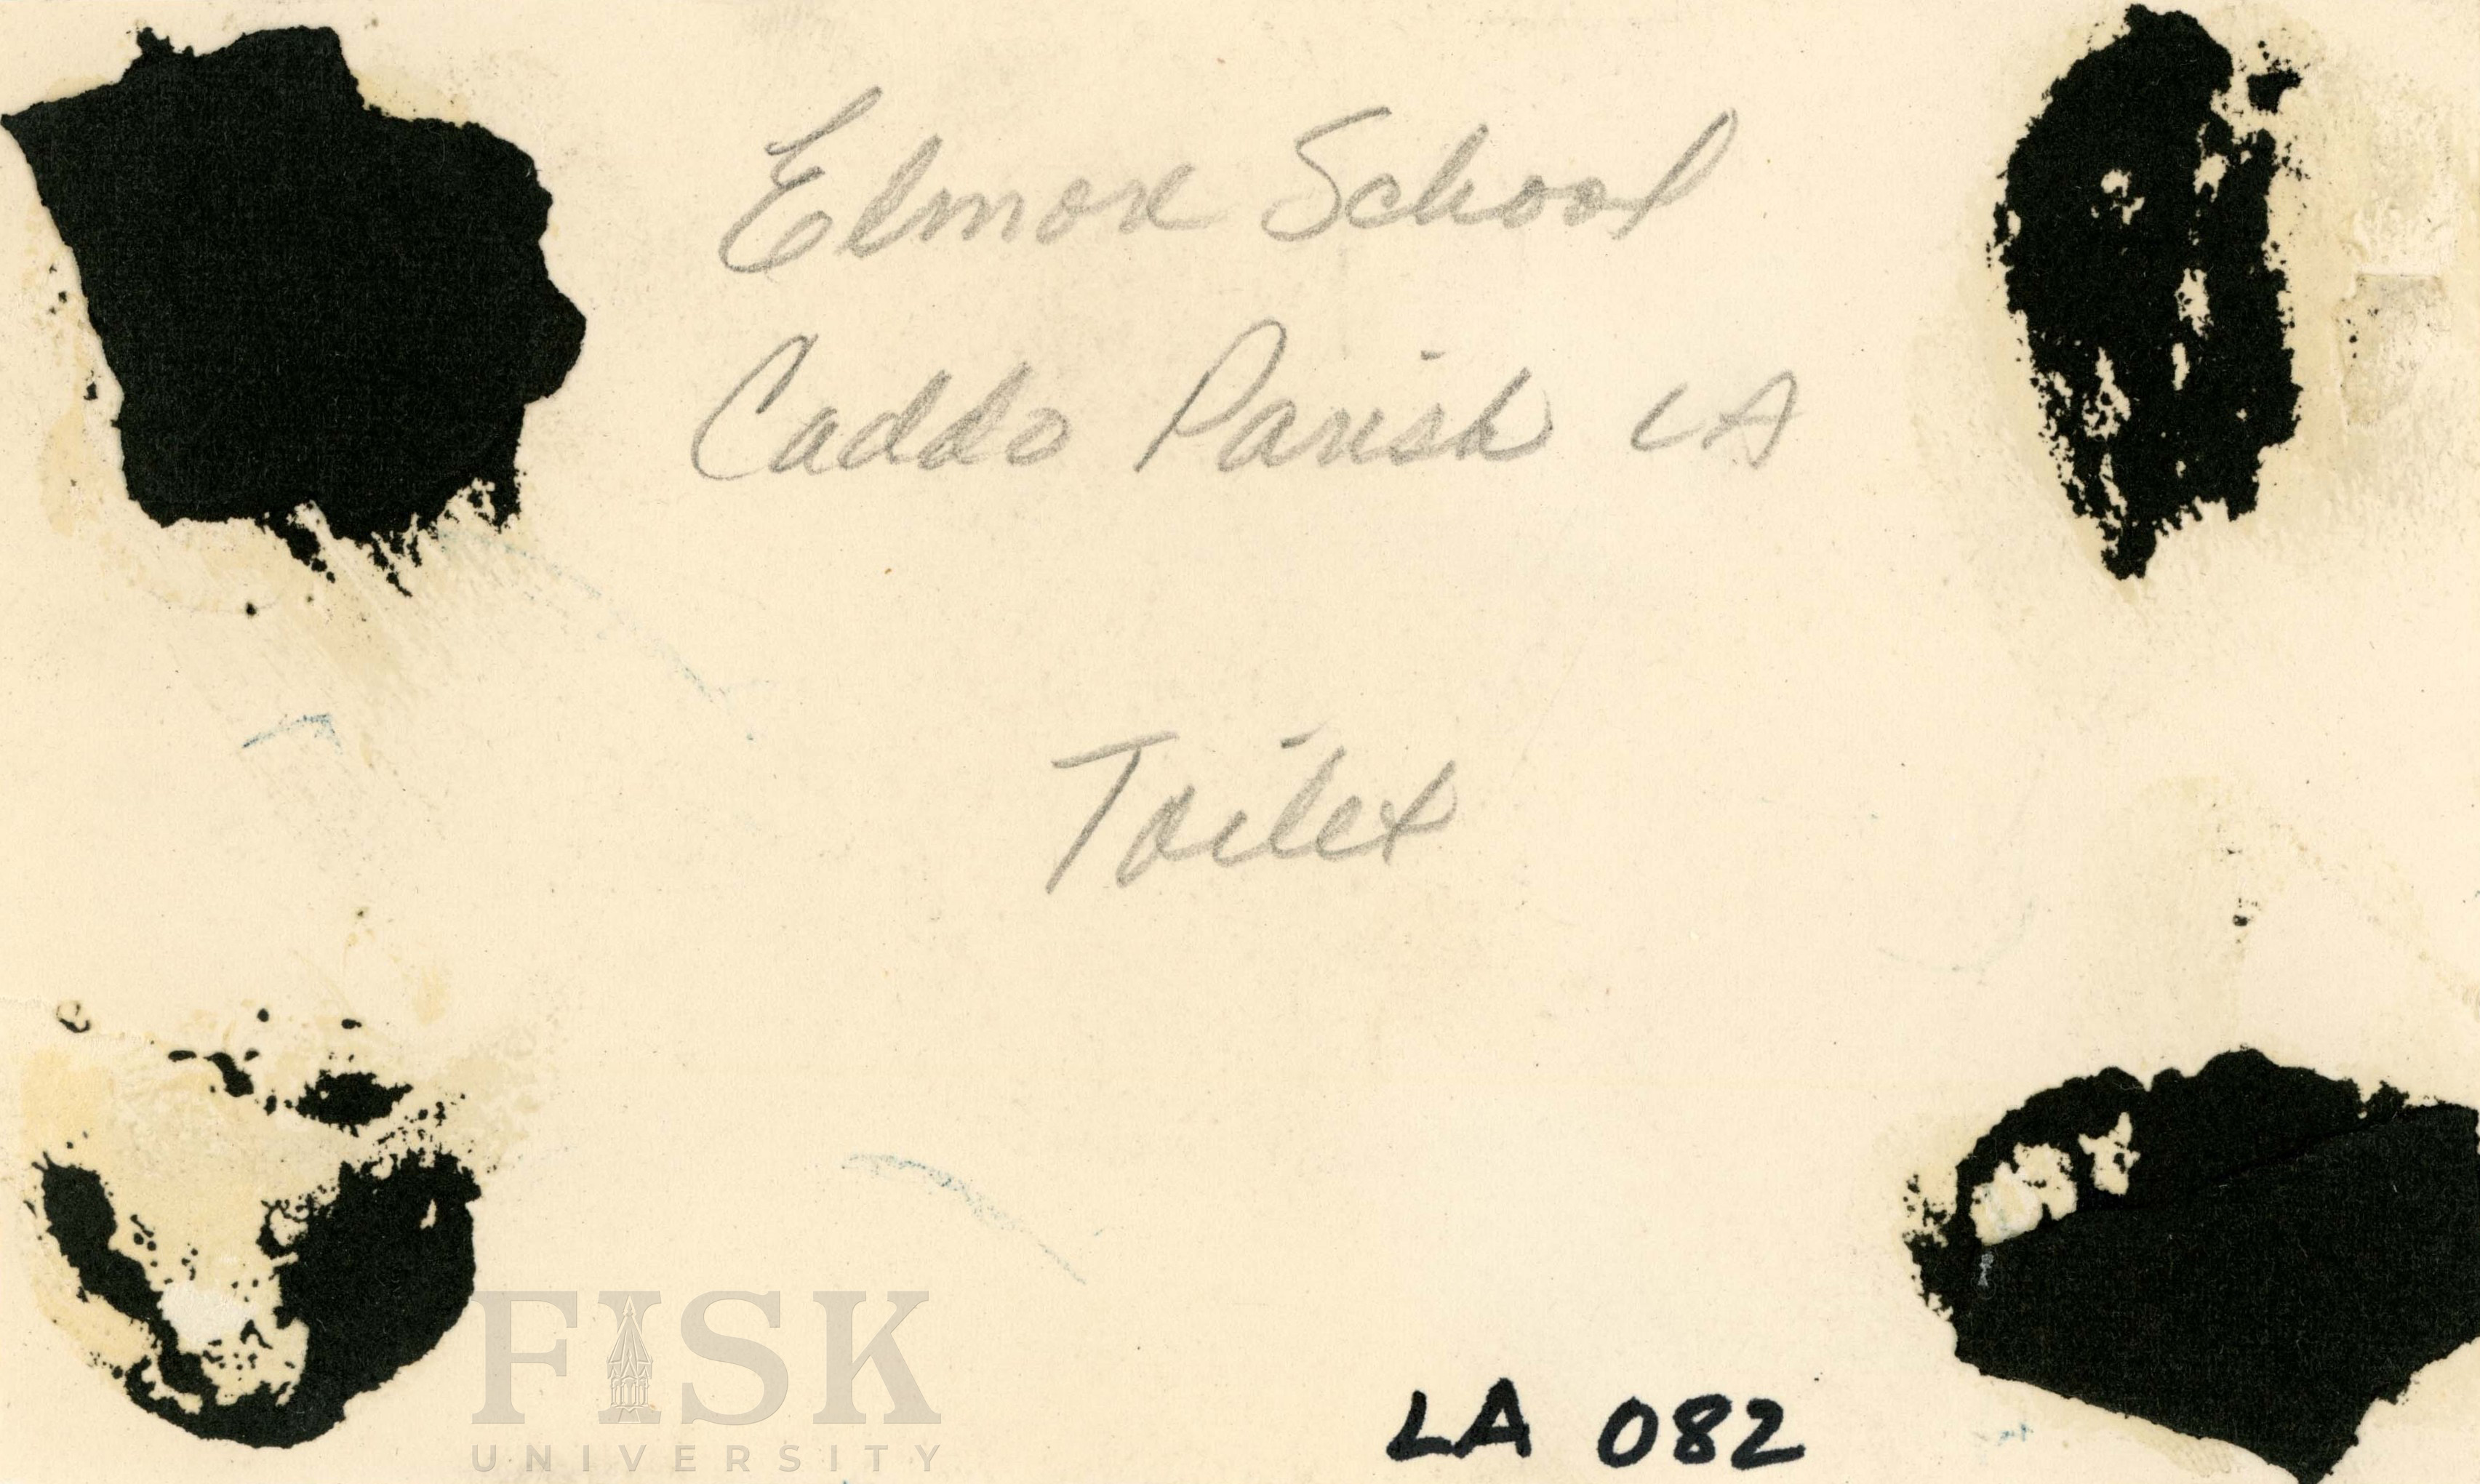 Elmore School
Caddo Parish LA
Toilet
FISK
UNIVERSITY
LA 082